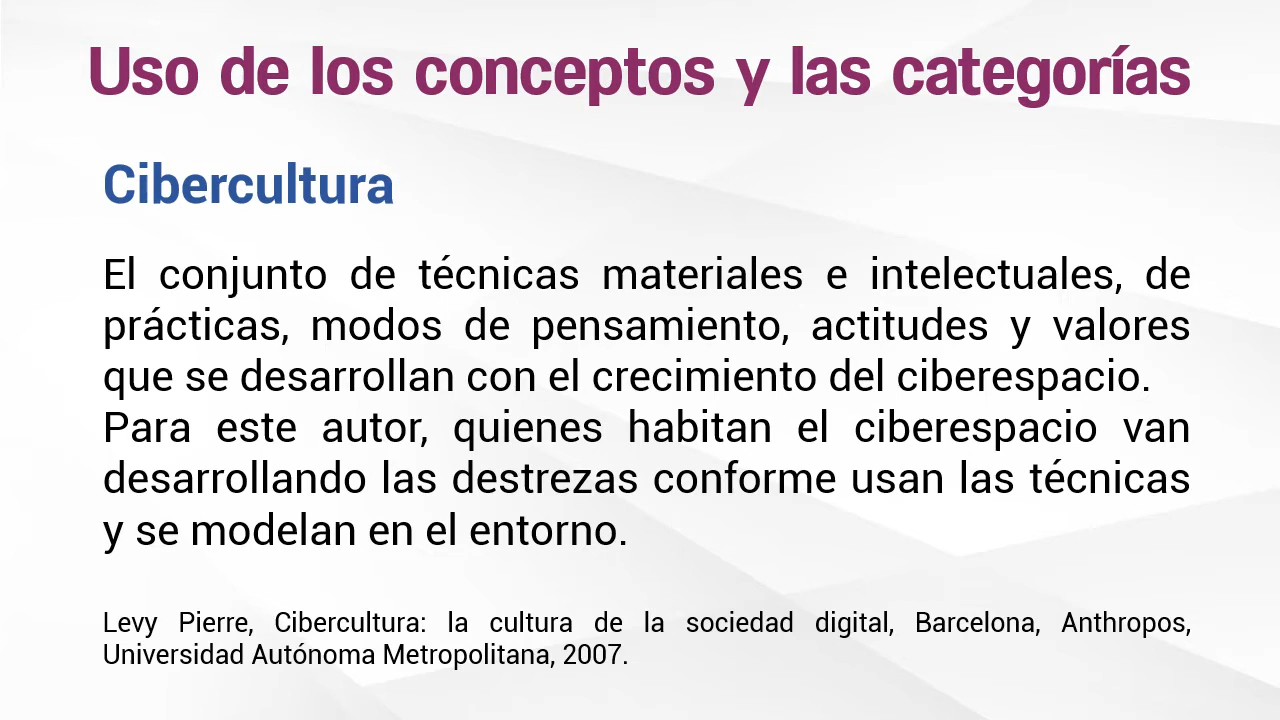 Uso de los conceptos y las categorías
Cibercultura
El conjunto de técnicas materiales e intelectuales, de
prácticas, modos de pensamiento, actitudes y valores
que se desarrollan con el crecimiento del ciberespacio.
Para este autor, quienes habitan el ciberespacio van
desarrollando las destrezas conforme usan las técnicas
y se modelan en el entorno.
Levy Pierre, Cibercultura: la cultura de la sociedad digital, Barcelona, Anthropos,
Universidad Autónoma Metropolitana, 2007.